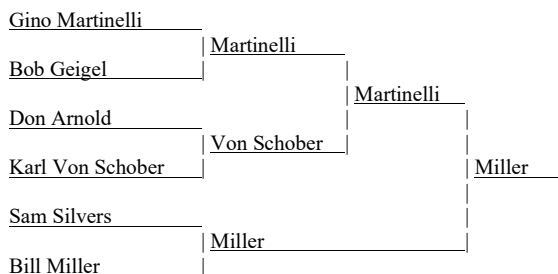 Gino Martinelli
Martinelli
Bob Geigel
Martinelli
Don Arnold
Von Schober
Karl Von Schober
Miller
Sam Silvers
Miller
Bill Miller